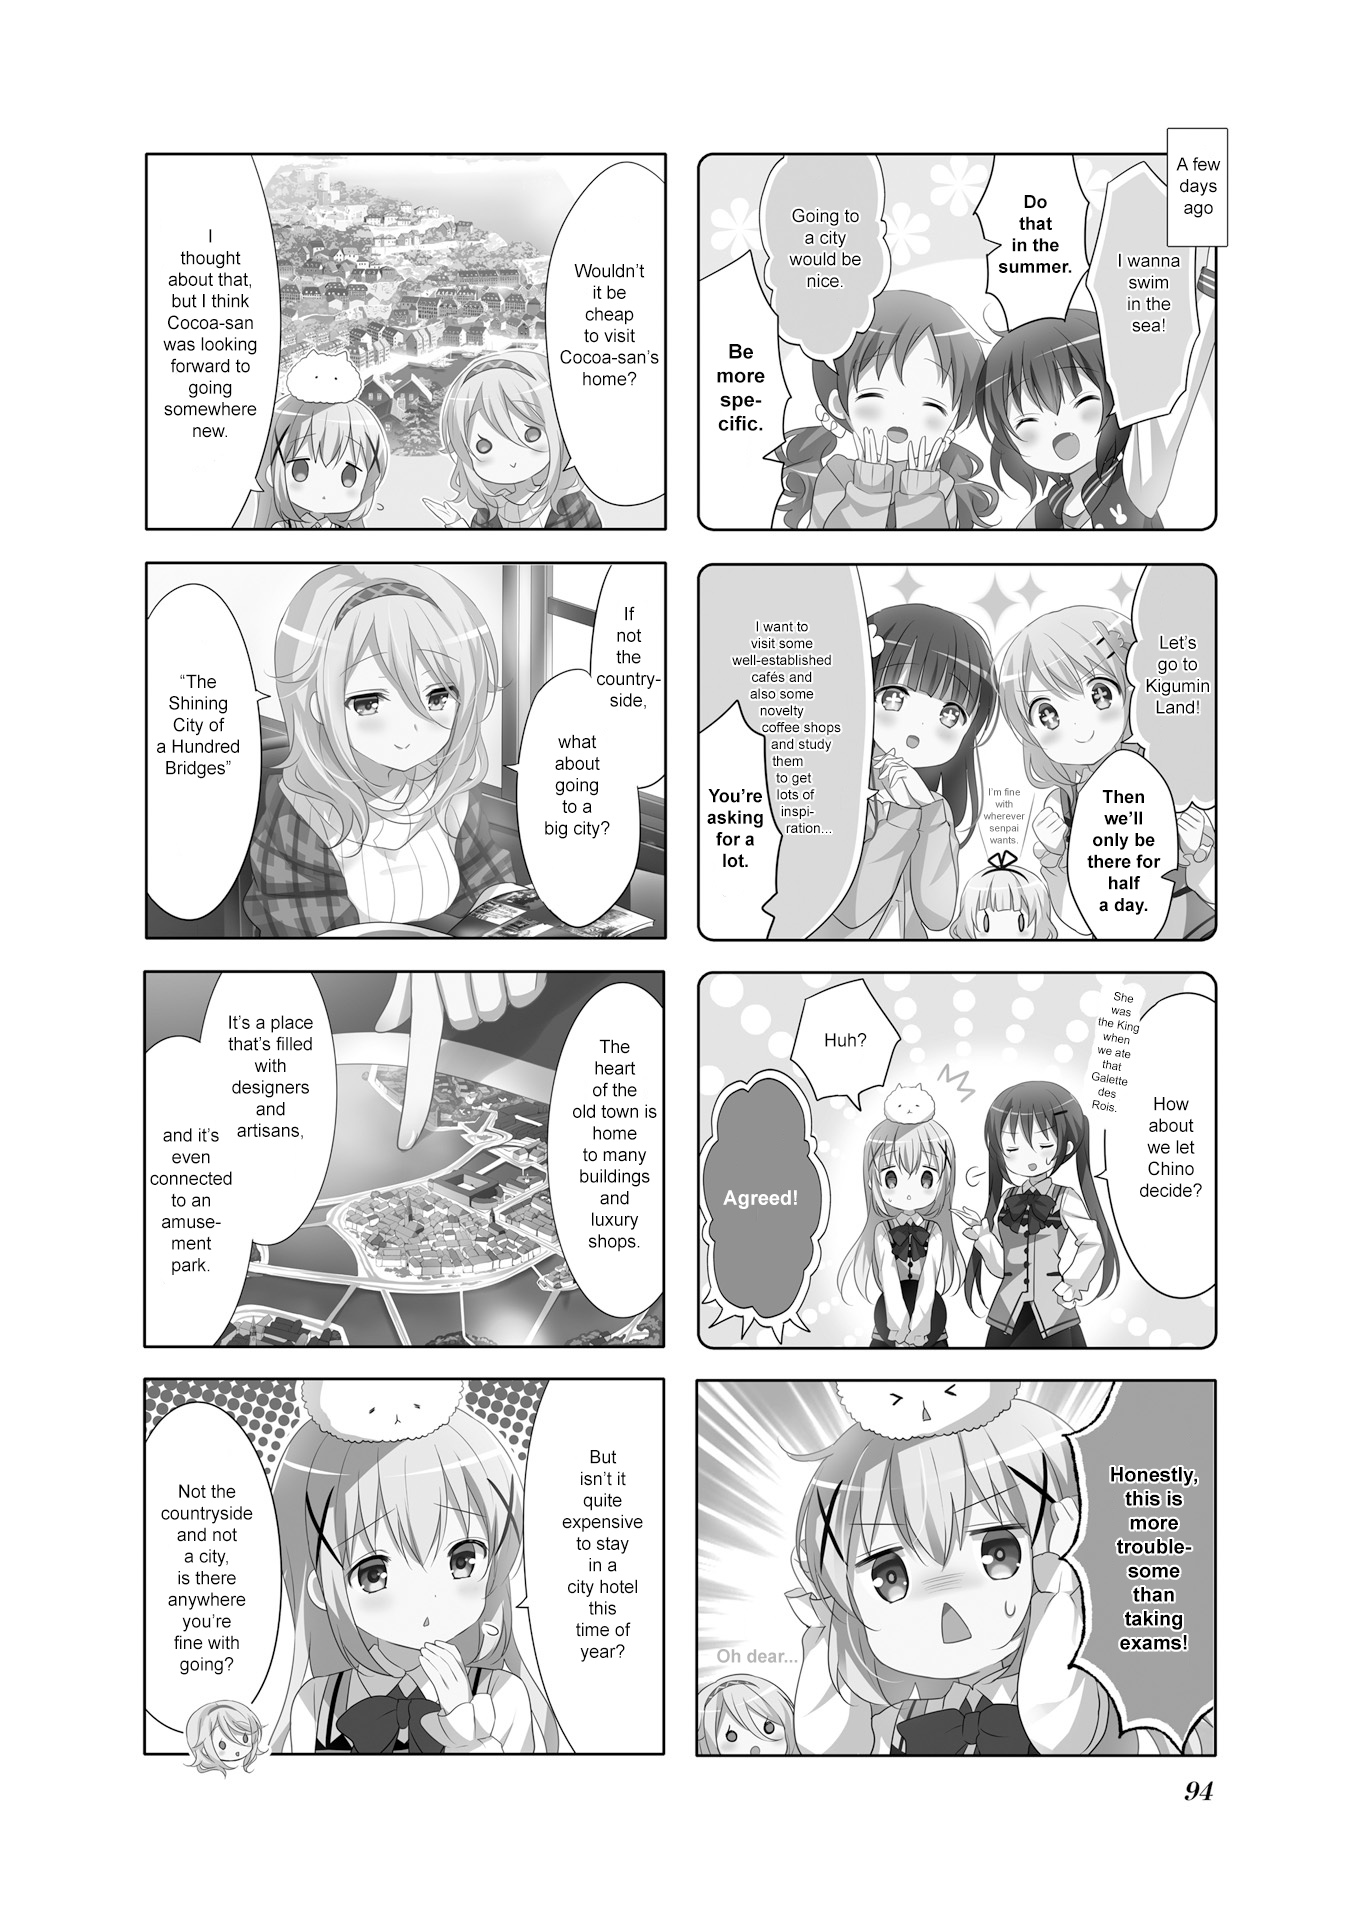 A few
days
ago
I wanna
swim
in the
sea!
Do
that
in the
summer.
Going to
a city
would be
nice.
Be
more
spe-
cific.
Let's
go to
Kigumin
Land!
Then
we'll
only be
there for
half
a day.
I'm fine
with
wherever
senpai
wants.
I want to
visit some
well-established
cafés and
also some
novelty
coffee shops
and study
them
to get
lots of
inspi-
ration...
You're
asking
for a
lot.
How
about
we let
Chino
decide?
She
was
the King
when
we ate
that
Galette
des
Rois.
Huh?
Agreed!
Honestly,
this is
more
trouble-
some
than
taking
exams!
Oh dear...
Wouldn't
it be
cheap
to visit
Cocoa-san's
home?
I
thought
about that,
but I think
Cocoa-san
was looking
forward to
going
somewhere
new.
If
not
the
country-
side,
what
about
going
to a
big city?
"The
Shining
City of
a Hundred
Bridges"
The
heart
of the
old town is
home
to many
buildings
and
luxury
shops.
It's a place
that's filled
with
designers
and
artisans,
and it's
even
connected
to an
amuse-
ment
park.
But
isn't it
quite
expensive
to stay
in a
city hotel
this
time of
year?
Not the
countryside
and not
a city,
is there
anywhere
you're
fine with
going?
94